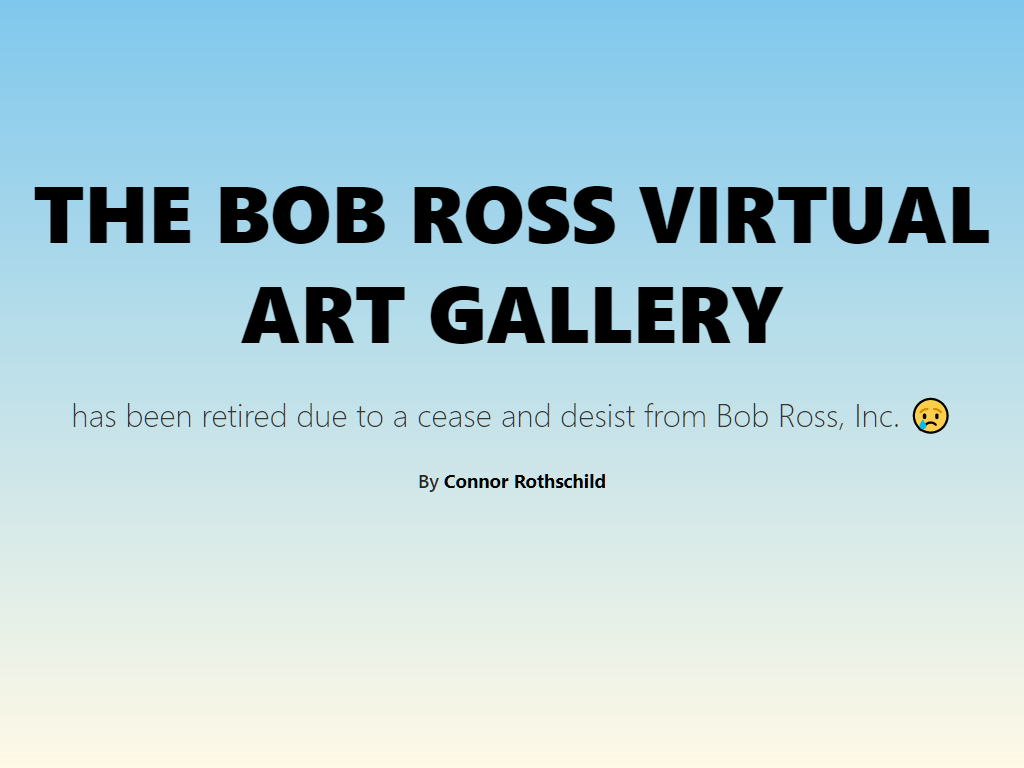 THE BOB ROSS VIRTUAL
ART GALLERY
has been retired due to a cease and desist from Bob Ross, Inc. 😢
By Connor Rothschild